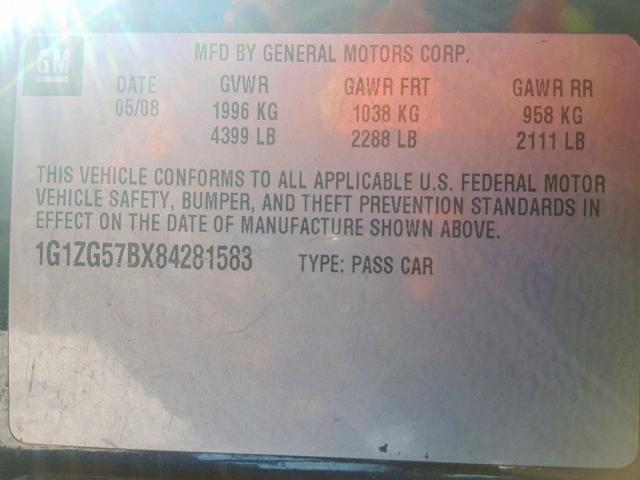 GM
MFD BY GENERAL MOTORS CORP.
DATE GVWR GAWR FRT GAWR RR
05/08 1996 KG 1038 KG 958 KG
4399 LB 2288 LB 2111 LB
THIS VEHICLE CONFORMS TO ALL APPLICABLE U.S. FEDERAL MOTOR
VEHICLE SAFETY, BUMPER, AND THEFT PREVENTION STANDARDS IN
EFFECT ON THE DATE OF MANUFACTURE SHOWN ABOVE.
1G1ZG57BX84281583 TYPE: PASS CAR